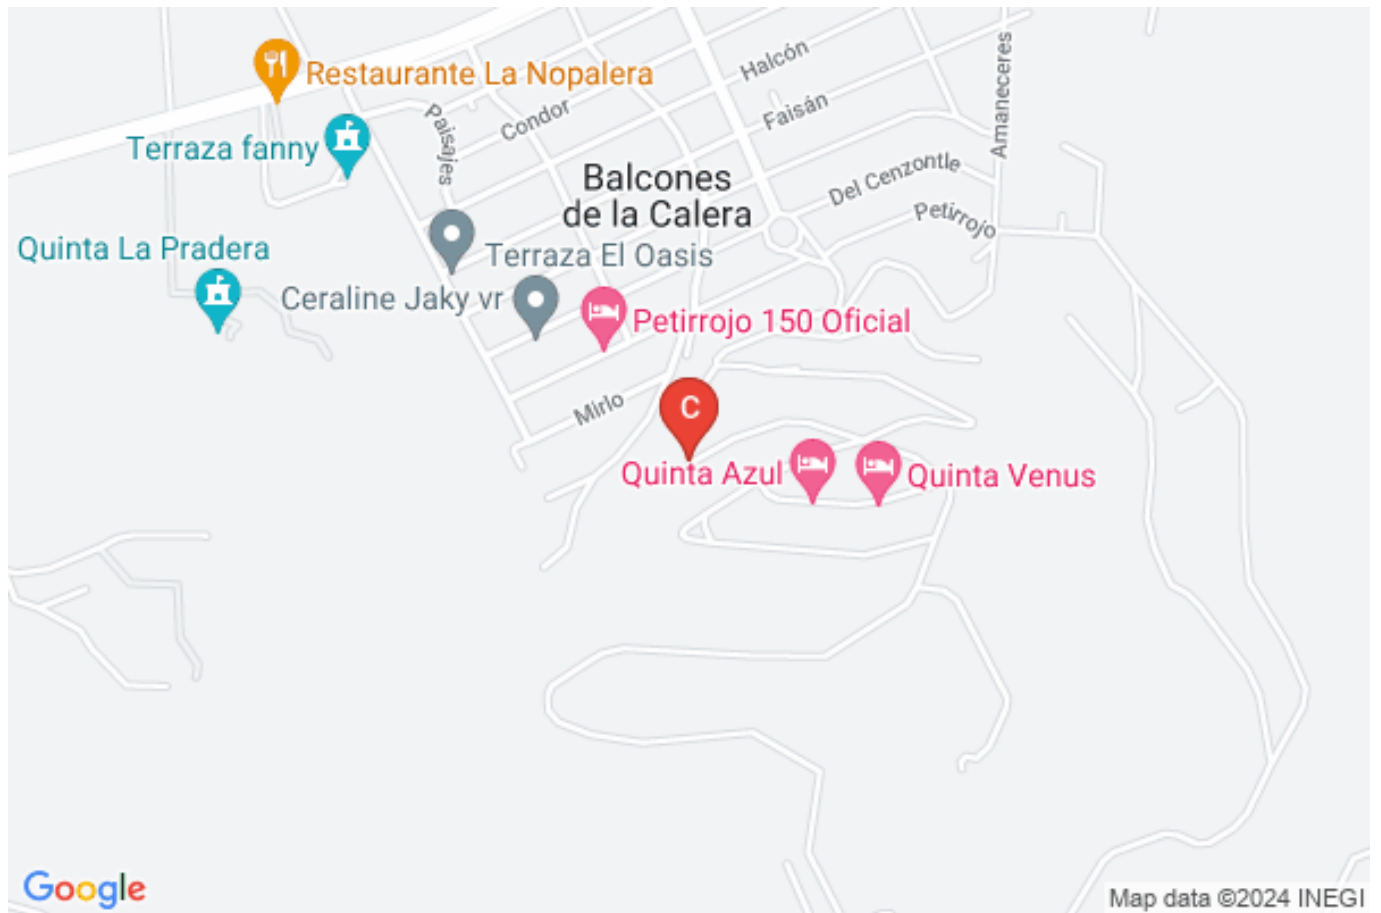 Restaurante La Nopalera
Halcón
Amaneceres
Condor
Faisán
Paisajes
Terraza fanny
Balcones
de la Calera
Del Cenzontle
Petirrojo
Quinta La Pradera
Terraza El Oasis
Ceraline Jaky vr
Petirrojo 150 Oficial
Mirlo
C
Quinta Azul
Quinta Venus
Google
Map data ©2024 INEGI